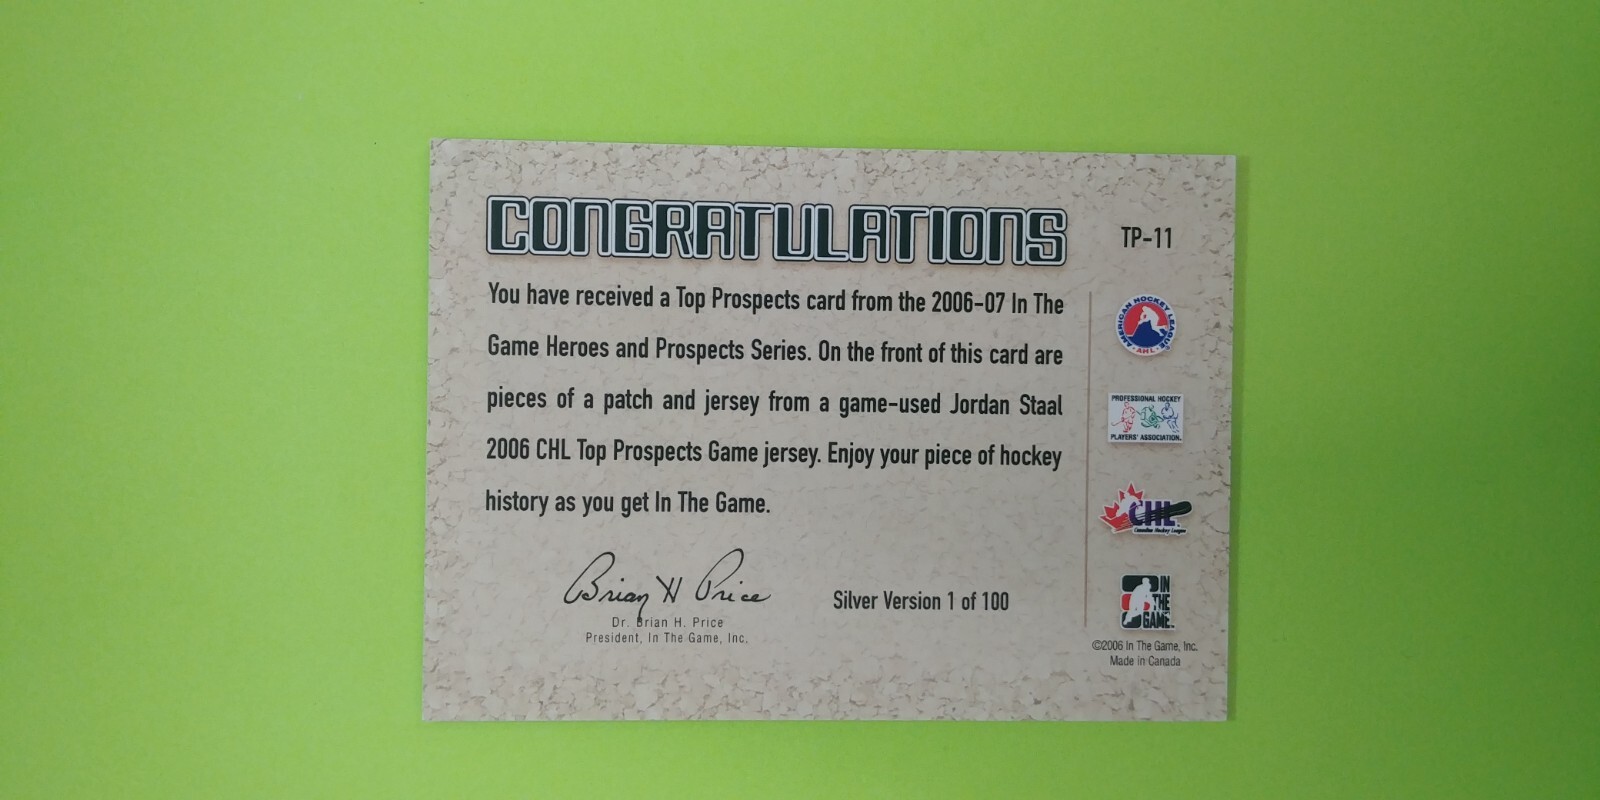 CONGRATULATIONS
TP-11
You have received a Top Prospects card from the 2006-07 In The
Game Heroes and Prospects Series. On the front of this card are
pieces of a patch and jersey from a game-used Jordan Staal
2006 CHL Top Prospects Game jersey. Enjoy your piece of hockey
history as you get In The Game.
Brian H Price
Dr. Brian H. Price
President, In The Game, Inc.
Silver Version 1 of 100
AMERICAN HOCKEY LEAGUE
AHL
PROFESSIONAL HOCKEY
PLAYERS' ASSOCIATION
CHL
Canadian Hockey League
IN
THE
GAME
©2006 In The Game, Inc.
Made in Canada